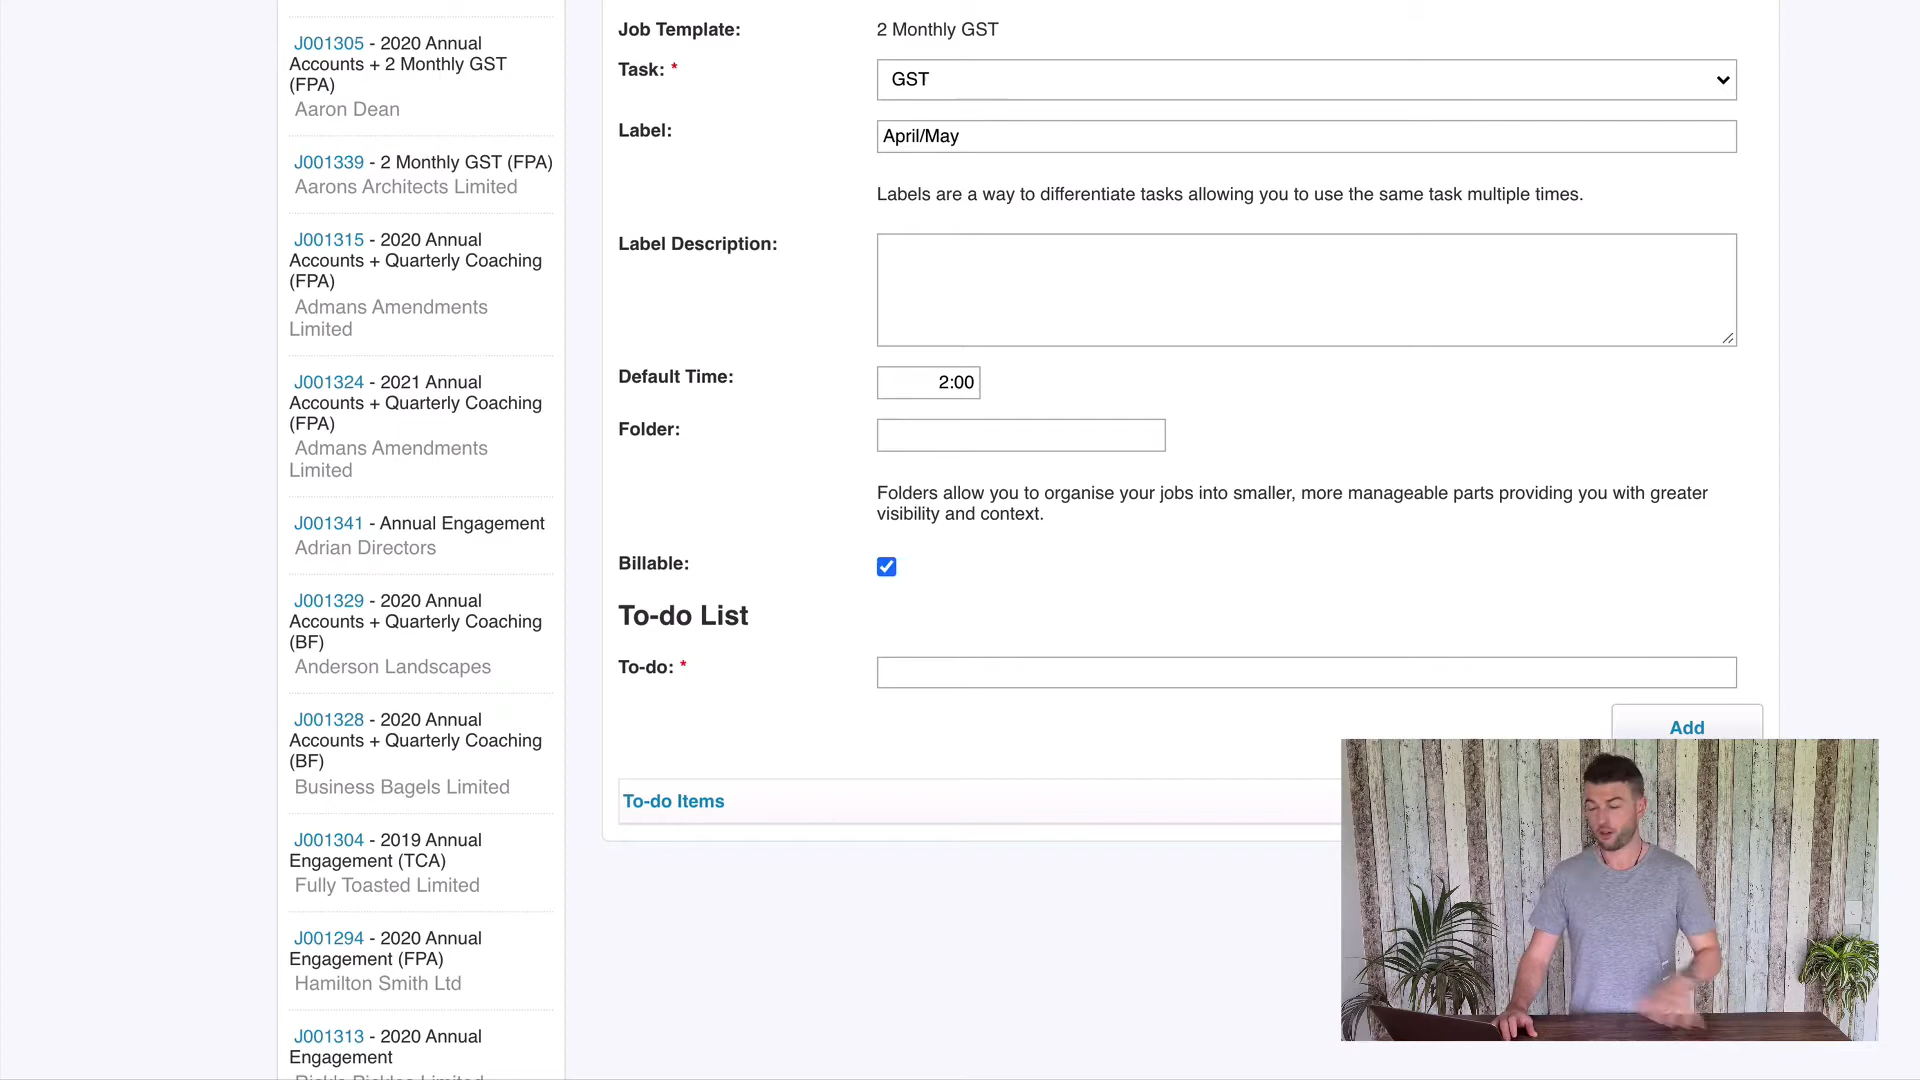 J001305 - 2020 Annual
Accounts + 2 Monthly GST
(FPA)
Aaron Dean
J001339 - 2 Monthly GST (FPA)
Aarons Architects Limited
J001315 - 2020 Annual
Accounts + Quarterly Coaching
(FPA)
Admans Amendments
Limited
J001324 - 2021 Annual
Accounts + Quarterly Coaching
(FPA)
Admans Amendments
Limited
J001341 - Annual Engagement
Adrian Directors
J001329 - 2020 Annual
Accounts + Quarterly Coaching
(BF)
Anderson Landscapes
J001328 - 2020 Annual
Accounts + Quarterly Coaching
(BF)
Business Bagels Limited
J001304 - 2019 Annual
Engagement (TCA)
Fully Toasted Limited
J001294 - 2020 Annual
Engagement (FPA)
Hamilton Smith Ltd
J001313 - 2020 Annual
Engagement
Job Template: 2 Monthly GST
Task: * GST
Label: April/May
Labels are a way to differentiate tasks allowing you to use the same task multiple times.
Label Description:
Default Time: 2:00
Folder:
Folders allow you to organise your jobs into smaller, more manageable parts providing you with greater
visibility and context.
Billable:
To-do List
To-do: *
Add
To-do Items